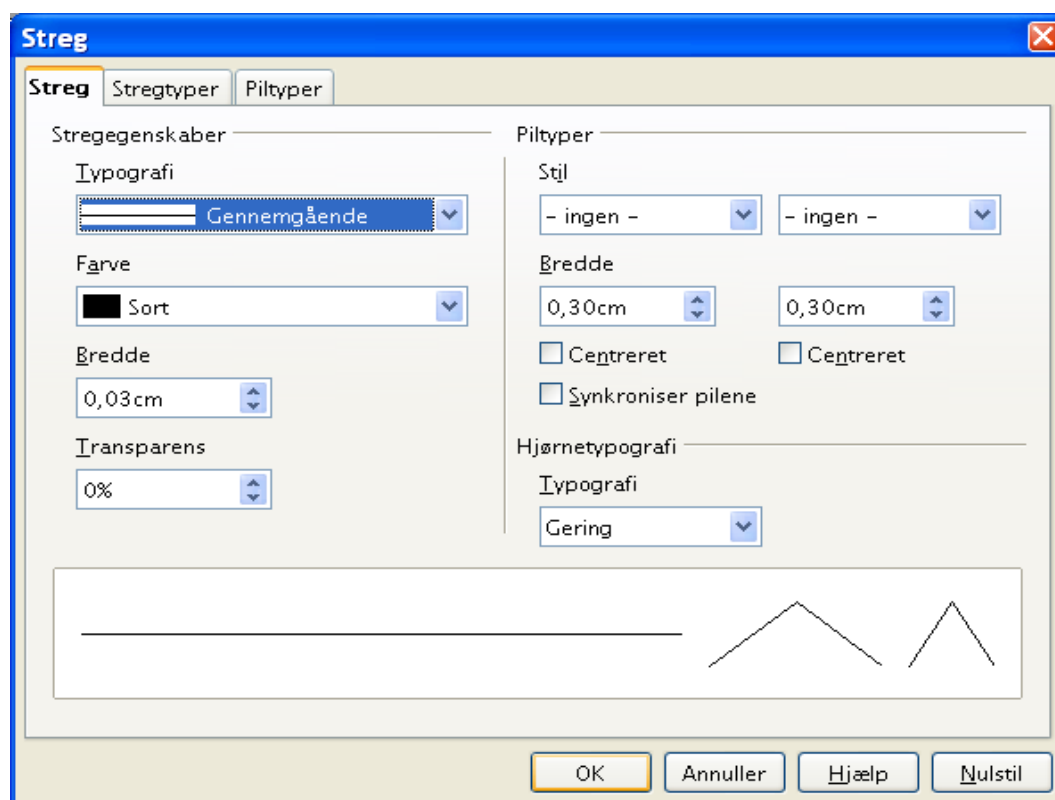 Streg
Streg Stregtyper Piltyper
Stregegenskaber
Typografi
Gennemgående
Farve
Sort
Bredde
0,03cm
Transparens
0%
Piltyper
Stil
- ingen - - ingen -
Bredde
0,30cm 0,30cm
Centreret Centreret
Synkroniser pilene
Hjørnetypografi
Typografi
Gering
OK Annuller Hjælp Nulstil